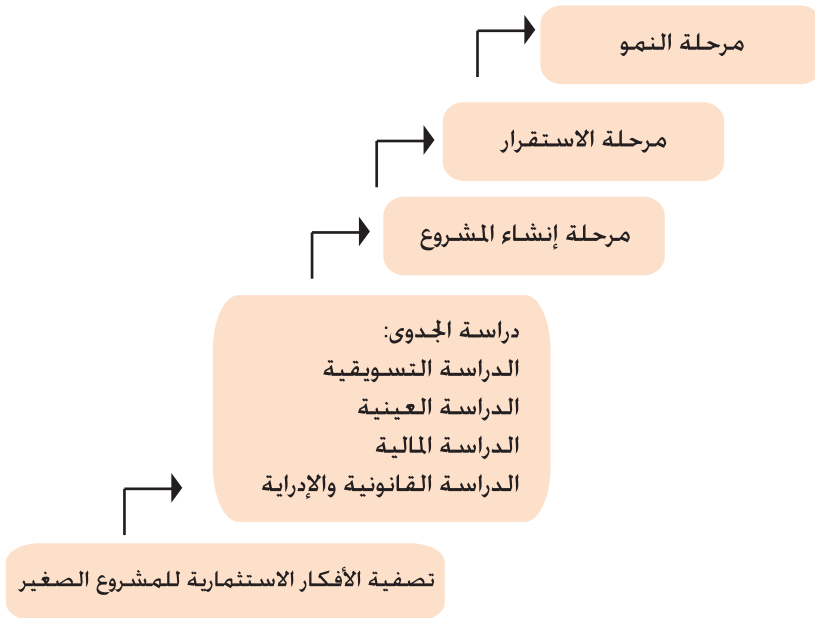 مرحلة النمو
مرحلة الاستقرار
مرحلة إنشاء المشروع
دراسة الجدوى:
الدراسة التسويقية
الدراسة العينية
الدراسة المالية
الدراسة القانونية والإدراية
تصفية الأفكار الاستثمارية للمشروع الصغير